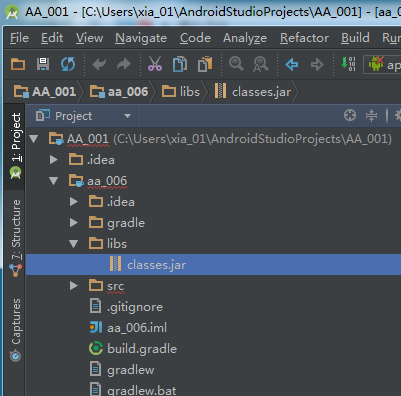 AA_001 - [C:\Users\xia_01\AndroidStudioProjects\AA_001] - [aa_0
File Edit View Navigate Code Analyze Refactor Build
ap
AA_001 aa_006 libs classes.jar
1: Project
Project
AA_001 (C:\Users\xia_01\AndroidStudioProjects\AA_001)
.idea
aa_006
.idea
gradle
libs
classes.jar
src
.gitignore
aa_006.iml
build.gradle
gradlew
gradlew.bat
7: Structure
Captures